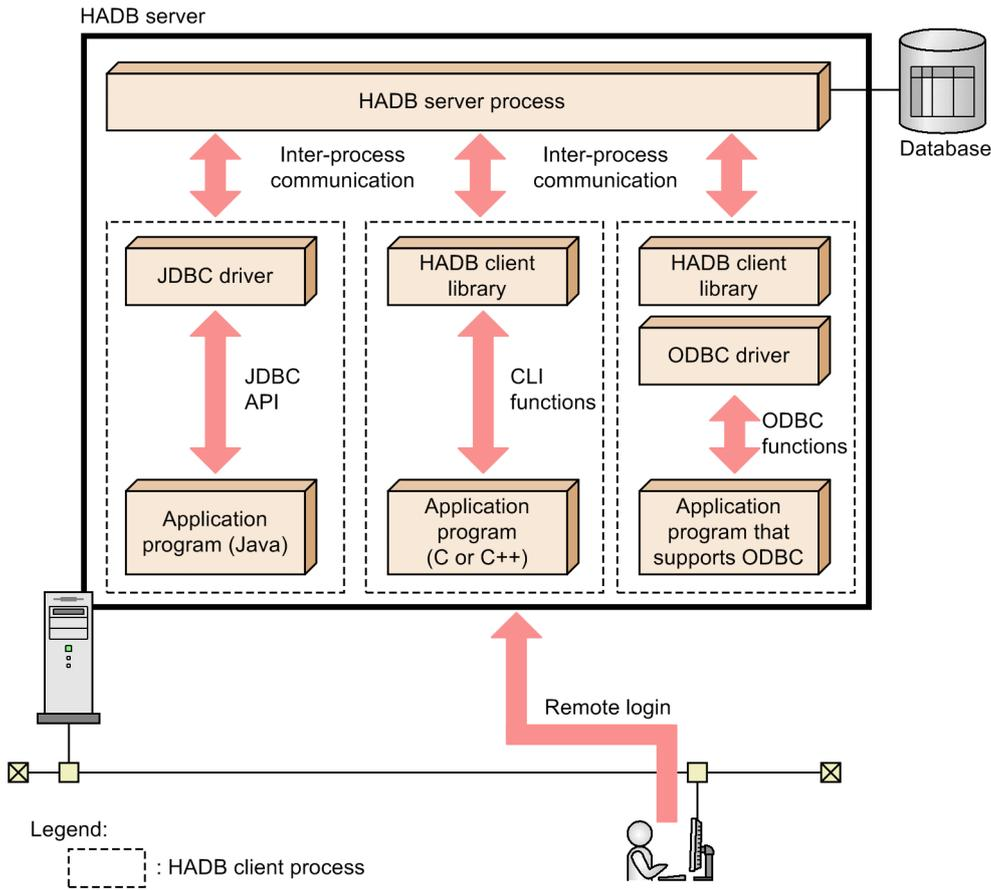 HADB server
HADB server process
Database
Inter-process
communication
Inter-process
communication
JDBC driver
HADB client
library
HADB client
library
ODBC driver
JDBC
API
CLI
functions
ODBC
functions
Application
program (Java)
Application
program
(C or C++)
Application
program that
supports ODBC
Remote login
Legend:
: HADB client process